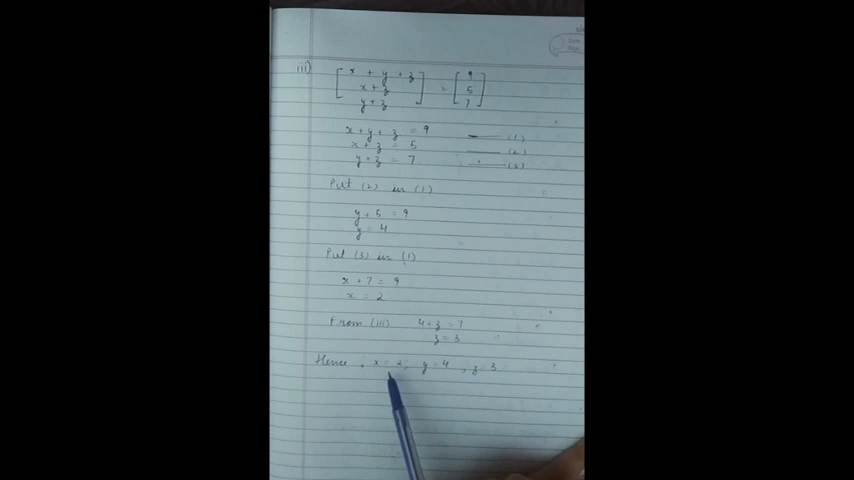 iii) [ x + y + z ] = [ 9 ]
x + z 5
y + z 7
x + y + z = 9 —— (1)
x + z = 5 —— (2)
y + z = 7 —— (3)
Put (2) in (1)
y + 5 = 9
y = 4
Put (3) in (1)
x + 7 = 9
x = 2
From (iii) 4 + z = 7
z = 3
Hence , x = 2, y = 4 , z = 3